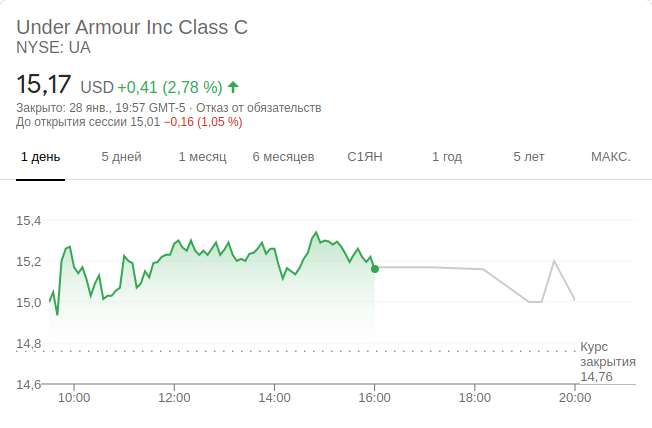 Under Armour Inc Class C
NYSE: UA
15,17 USD +0,41 (2,78 %)
Закрыто: 28 янв., 19:57 GMT-5 · Отказ от обязательств
До открытия сессии 15,01 −0,16 (1,05 %)
1 день 5 дней 1 месяц 6 месяцев С1ЯН 1 год 5 лет МАКС.
15,4
15,2
15,0
14,8
Курс
закрытия
14,76
14,6
10:00 12:00 14:00 16:00 18:00 20:00